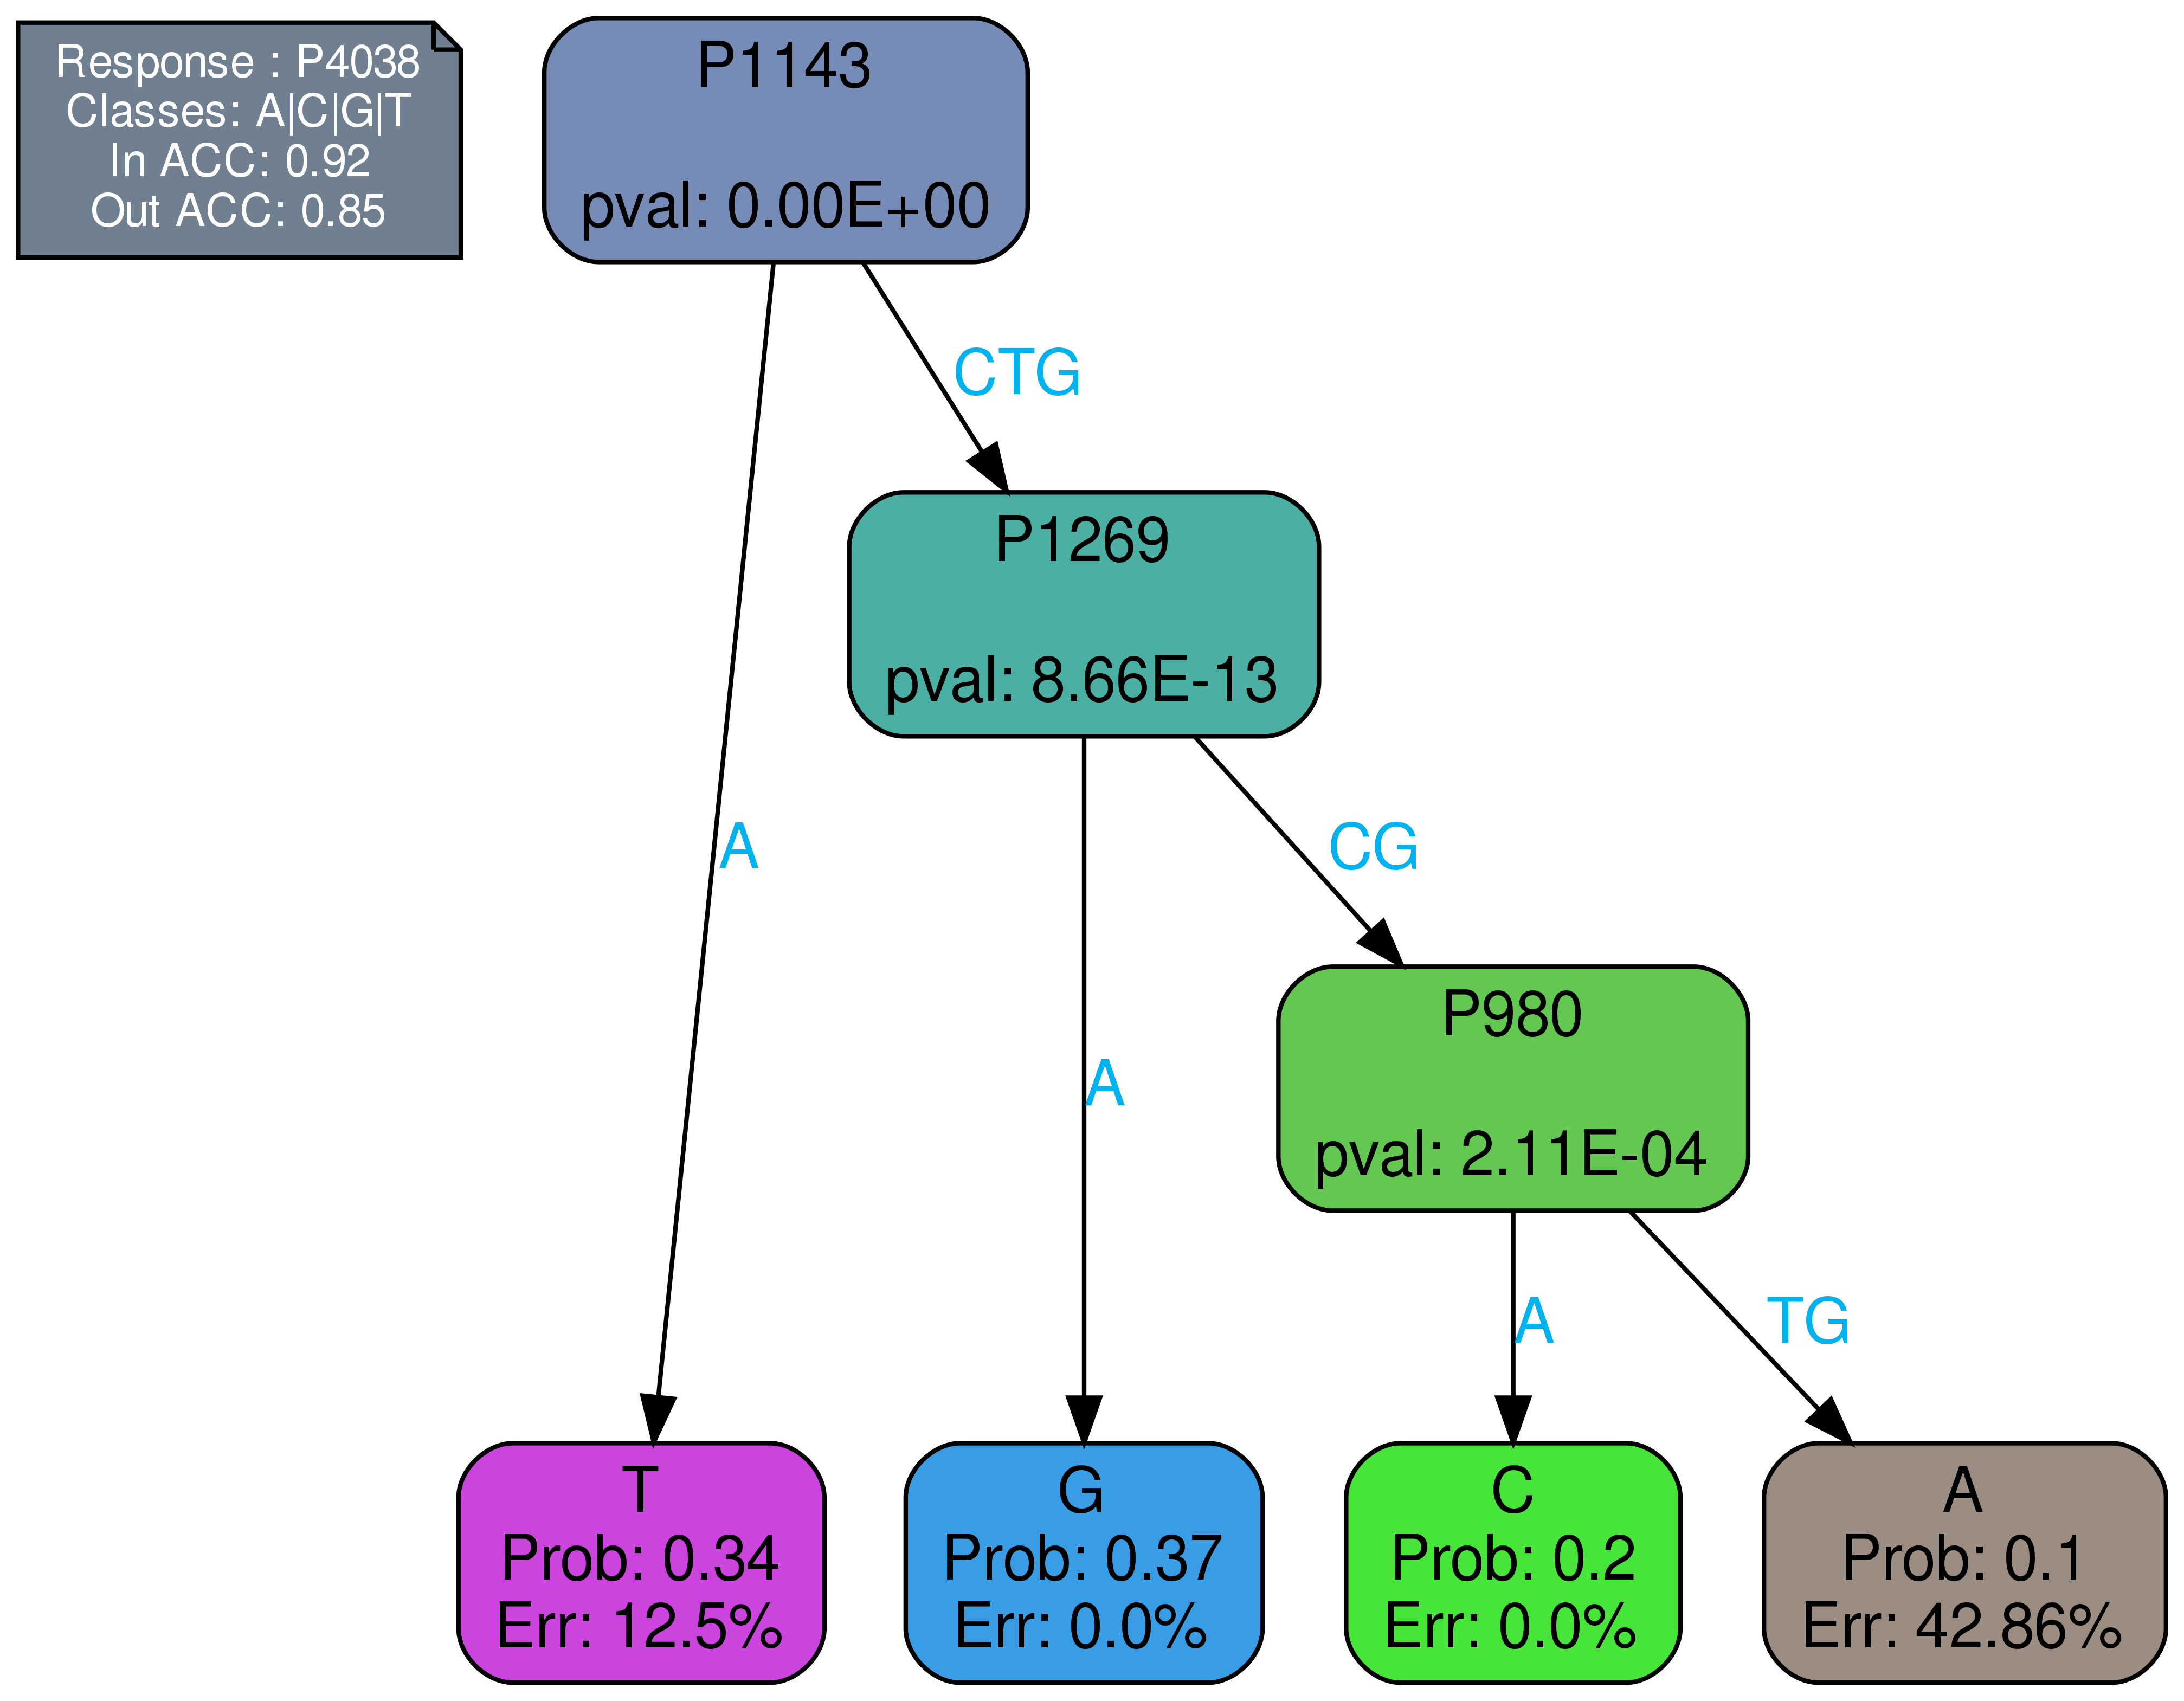 Response : P4038
Classes: A|C|G|T
In ACC: 0.92
Out ACC: 0.85
P1143
pval: 0.00E+00
CTG
P1269
pval: 8.66E-13
A
CG
P980
pval: 2.11E-04
A
A
TG
T
Prob: 0.34
Err: 12.5%
G
Prob: 0.37
Err: 0.0%
C
Prob: 0.2
Err: 0.0%
A
Prob: 0.1
Err: 42.86%